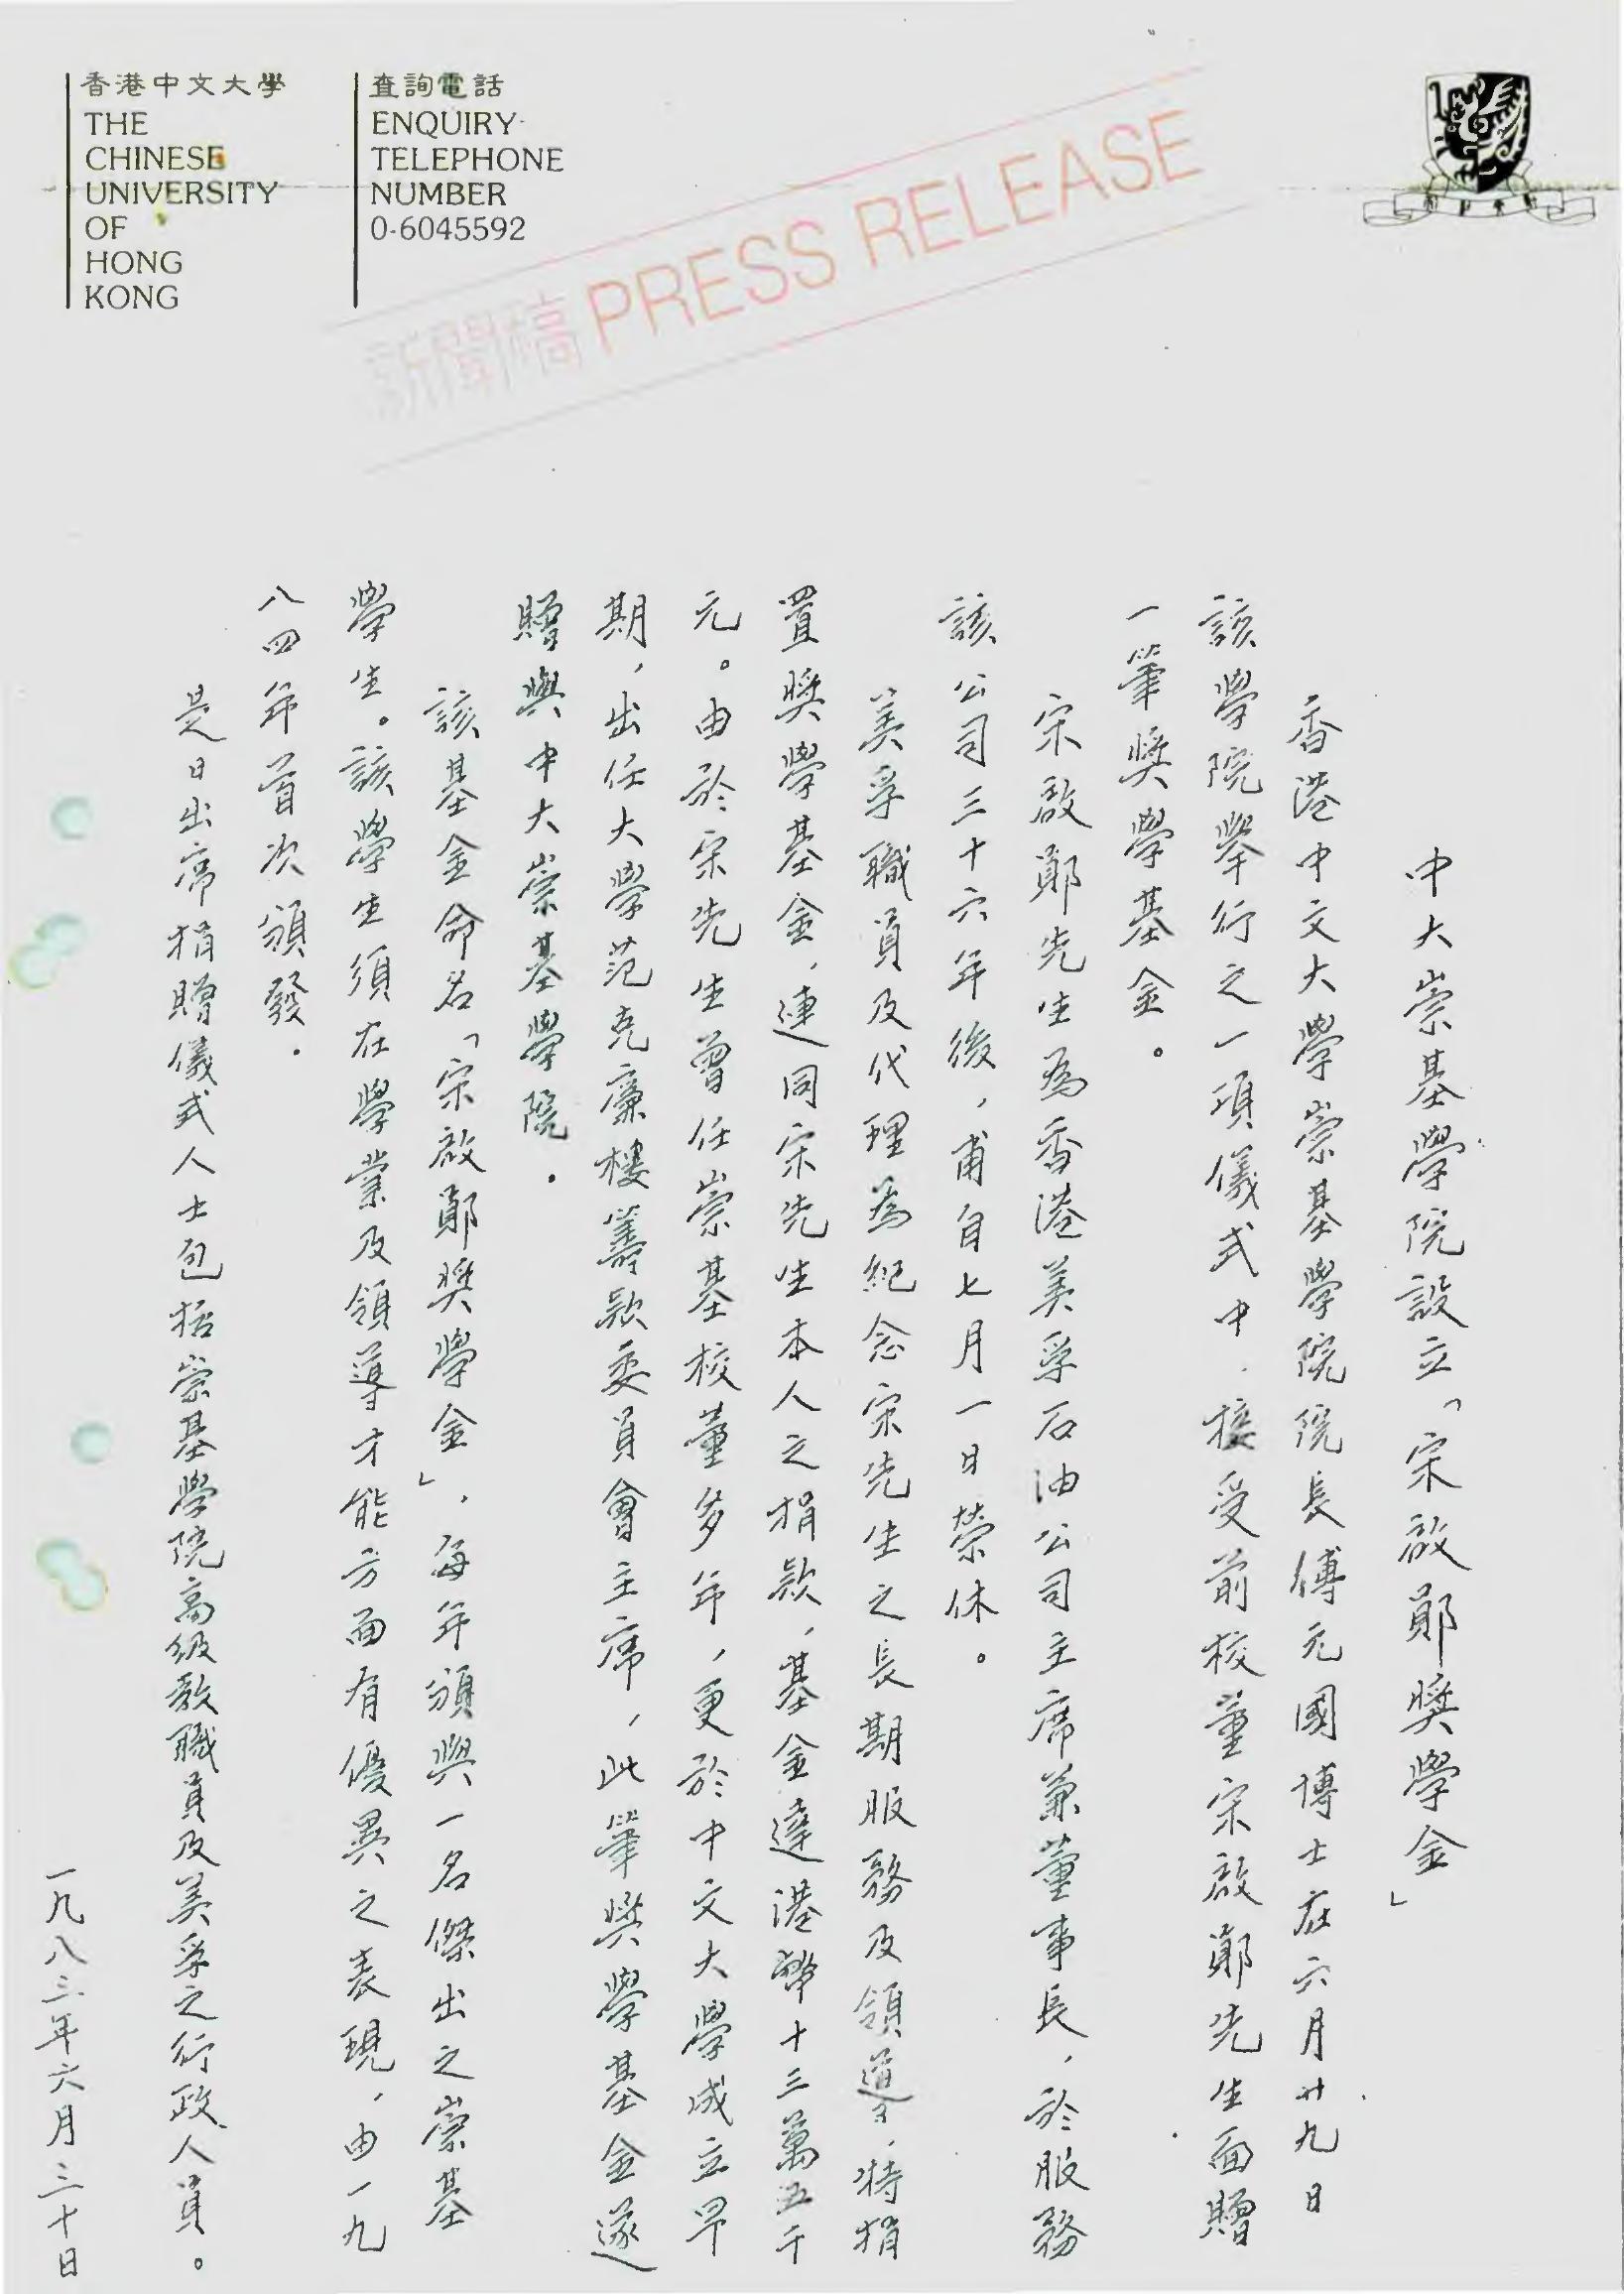 香港中文大學
THE
CHINESE
UNIVERSITY
OF
HONG
KONG
查詢電話
ENQUIRY
TELEPHONE
NUMBER
0-6045592
新聞稿 PRESS RELEASE
中大崇基學院設立「宋啟鄖獎學金」
香港中文大學崇基學院院長傅元國博士在六月廿九日
該學院舉行之一項儀式中，接受前校董宋啟鄖先生面贈
一筆獎學基金。
宋啟鄖先生為香港美孚石油公司主席兼董事長，於服務
該公司三十六年後，甫自七月一日榮休。
美孚職員及代理為紀念宋先生之長期服務及領導，特捐
置獎學基金，連同宋先生本人之捐款，基金達港幣十三萬五千
元。由於宋先生曾任崇基校董多年，更於中文大學成立早
期，出任大學范克廉樓籌款委員會主席，此筆獎學基金遂
贈與中大崇基學院．
該基金命名「宋啟鄖獎學金」，每年頒與一名傑出之崇基
學生。該學生須在學業及領導才能方面有優異之表現，由一九
八四年首次頒發．
是日出席捐贈儀式人士包括崇基學院高級教職員及美孚之行政人員。
一九八三年六月三十日